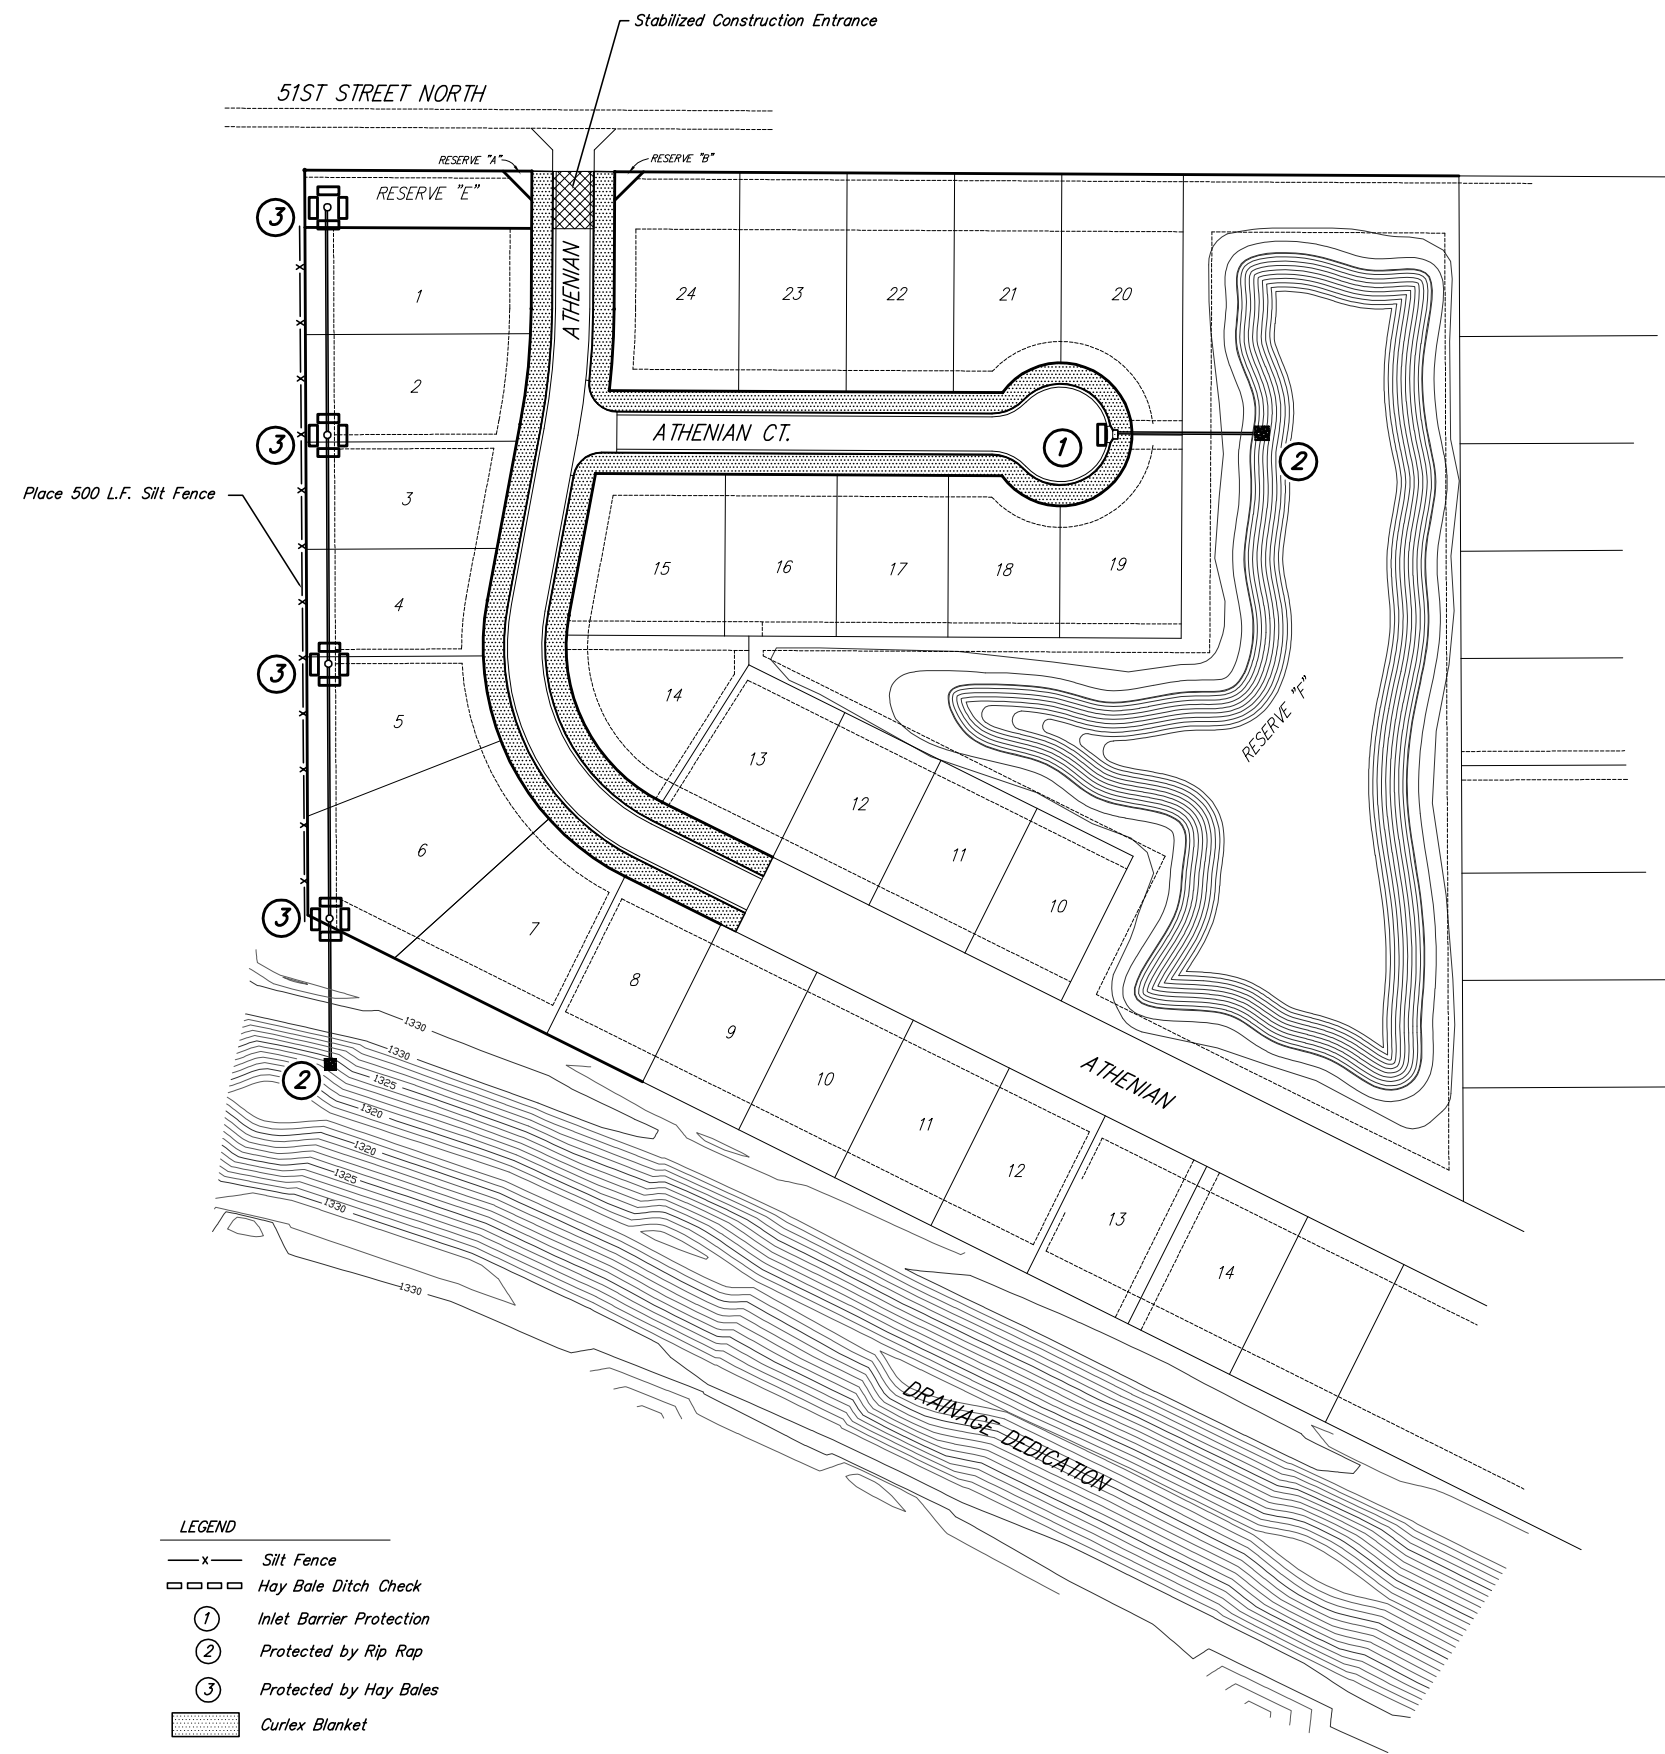 Stabilized Construction Entrance
51ST STREET NORTH
RESERVE "A"
RESERVE "B"
RESERVE "E"
3
ATHENIAN
1
24
23
22
21
20
2
3
ATHENIAN CT.
1
2
Place 500 L.F. Silt Fence
3
15
16
17
18
19
4
3
5
14
RESERVE "F"
13
12
11
10
6
3
7
8
9
10
11
12
13
14
ATHENIAN
2
1330
1330
1325
1320
1320
1325
1330
1330
DRAINAGE DEDICATION
LEGEND
x Silt Fence
Hay Bale Ditch Check
1 Inlet Barrier Protection
2 Protected by Rip Rap
3 Protected by Hay Bales
Curlex Blanket